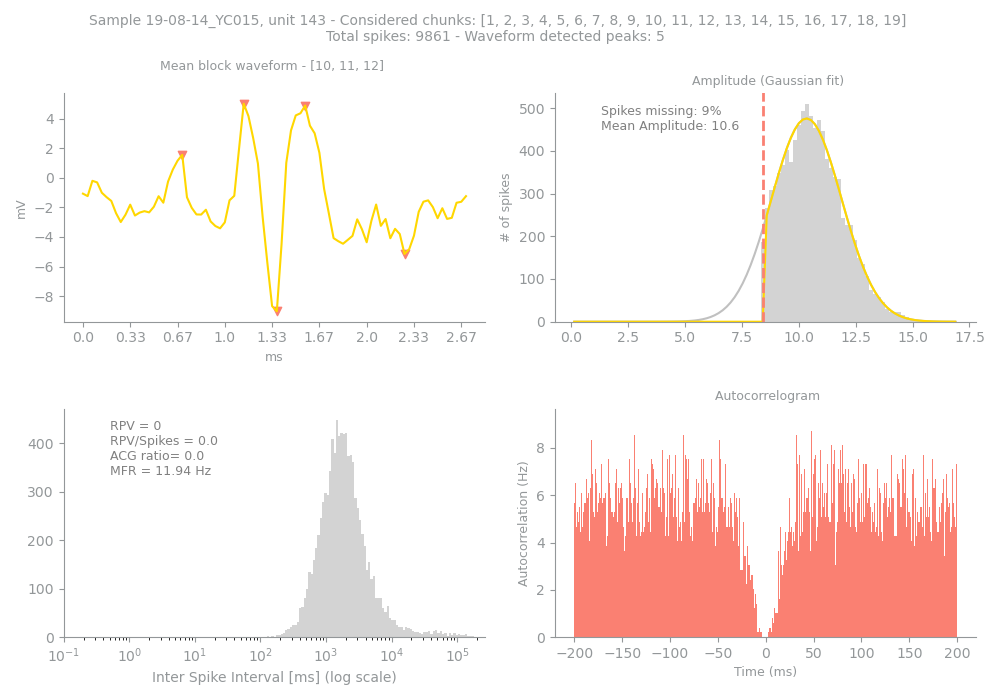 Sample 19-08-14_YC015, unit 143 - Considered chunks: [1, 2, 3, 4, 5, 6, 7, 8, 9, 10, 11, 12, 13, 14, 15, 16, 17, 18, 19]
Total spikes: 9861 - Waveform detected peaks: 5
Mean block waveform - [10, 11, 12]
4
2
0
−2
−4
−6
−8
mV
0.0 0.33 0.67 1.0 1.33 1.67 2.0 2.33 2.67
ms
Amplitude (Gaussian fit)
Spikes missing: 9%
Mean Amplitude: 10.6
500
400
300
200
100
0
# of spikes
0.0 2.5 5.0 7.5 10.0 12.5 15.0 17.5
RPV = 0
RPV/Spikes = 0.0
ACG ratio= 0.0
MFR = 11.94 Hz
400
300
200
100
0
10⁻¹ 10⁰ 10¹ 10² 10³ 10⁴ 10⁵
Inter Spike Interval [ms] (log scale)
Autocorrelogram
8
6
4
2
0
Autocorrelation (Hz)
−200 −150 −100 −50 0 50 100 150 200
Time (ms)